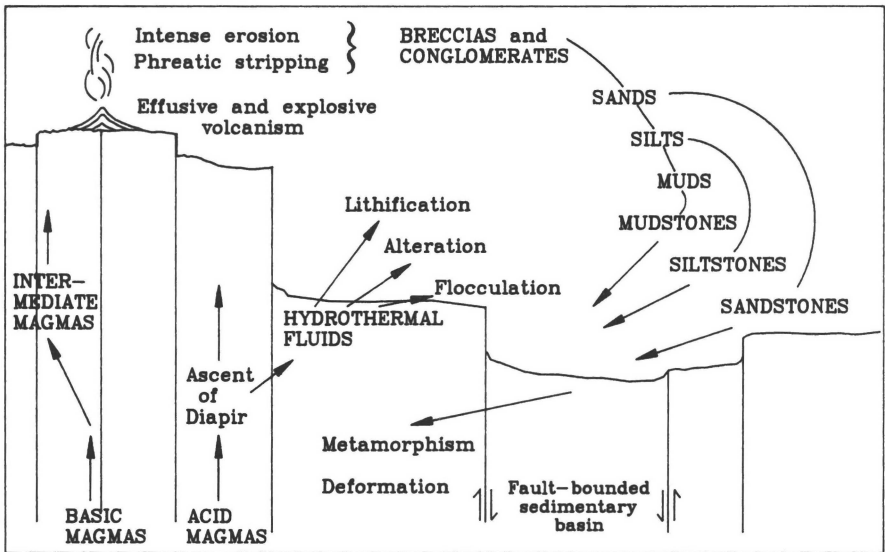 Intense erosion
Phreatic stripping
BRECCIAS and
CONGLOMERATES
Effusive and explosive
volcanism
SANDS
SILTS
MUDS
MUDSTONES
SILTSTONES
SANDSTONES
Lithification
Alteration
Flocculation
HYDROTHERMAL
FLUIDS
INTER-
MEDIATE
MAGMAS
Ascent
of
Diapir
Metamorphism
Deformation
Fault-bounded
sedimentary
basin
BASIC
MAGMAS
ACID
MAGMAS